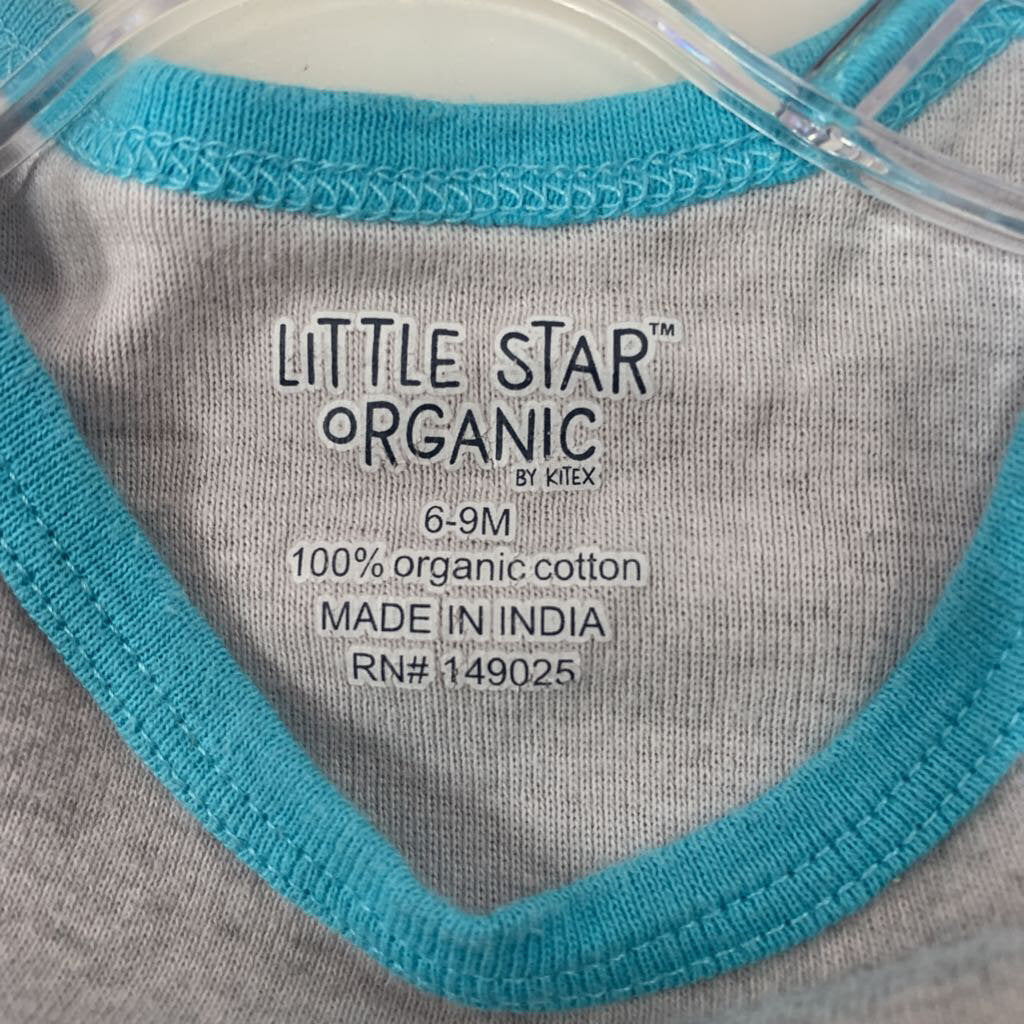 LiTTLE STAR™
ORGANIC
BY KITEX
6-9M
100% organic cotton
MADE IN INDIA
RN# 149025